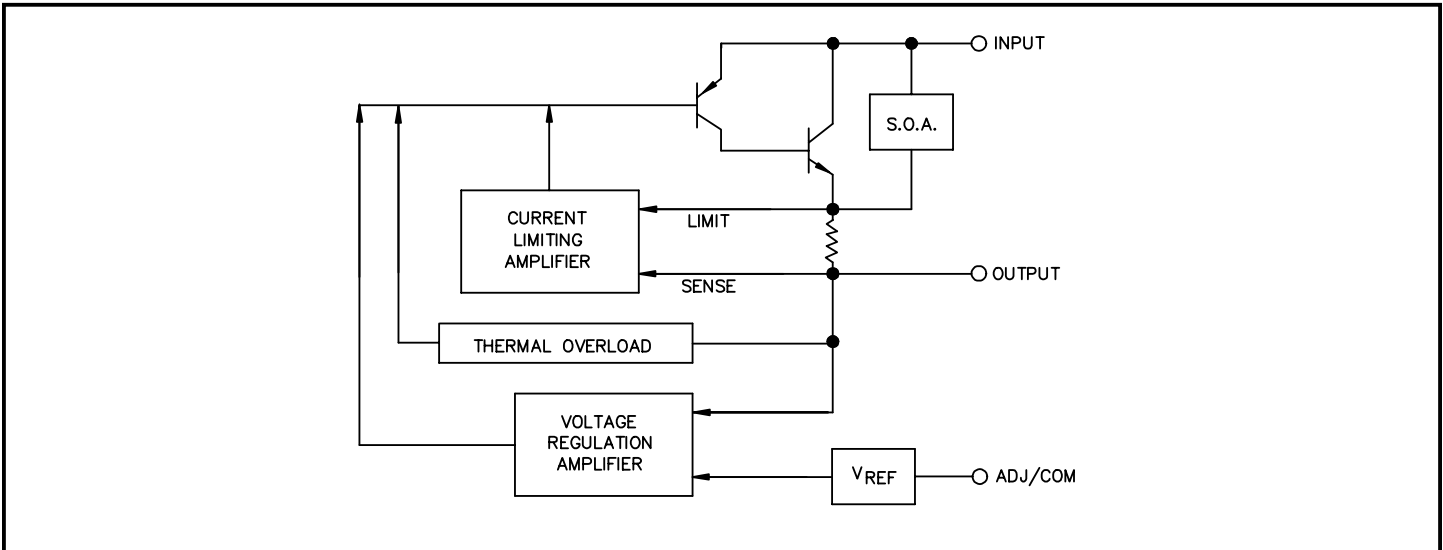 INPUT
S.O.A.
CURRENT
LIMITING
AMPLIFIER
LIMIT
SENSE
OUTPUT
THERMAL OVERLOAD
VOLTAGE
REGULATION
AMPLIFIER
VREF
ADJ/COM